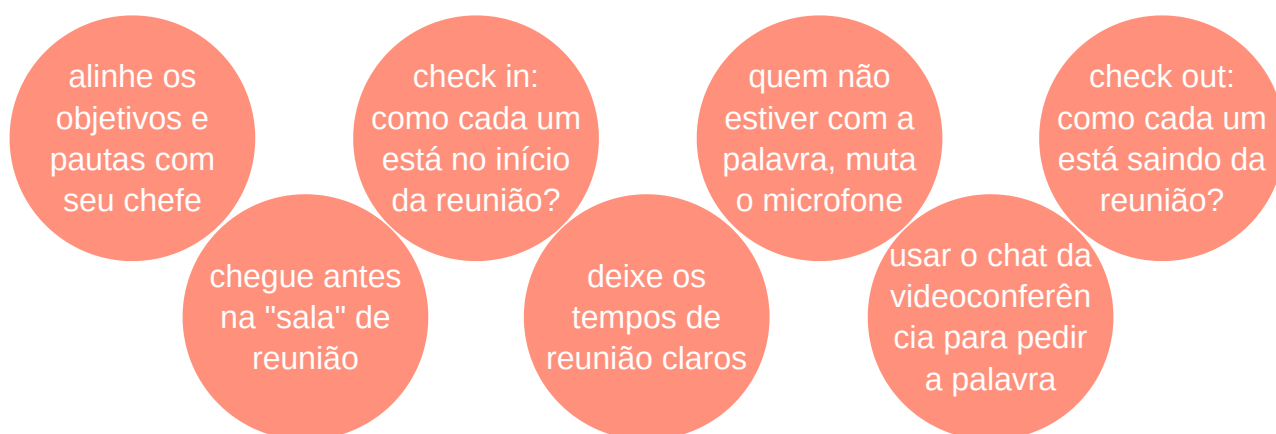 alinhe os
objetivos e
pautas com
seu chefe
chegue antes
na "sala" de
reunião
check in:
como cada um
está no início
da reunião?
deixe os
tempos de
reunião claros
quem não
estiver com a
palavra, muta
o microfone
usar o chat da
videoconferên
cia para pedir
a palavra
check out:
como cada um
está saindo da
reunião?